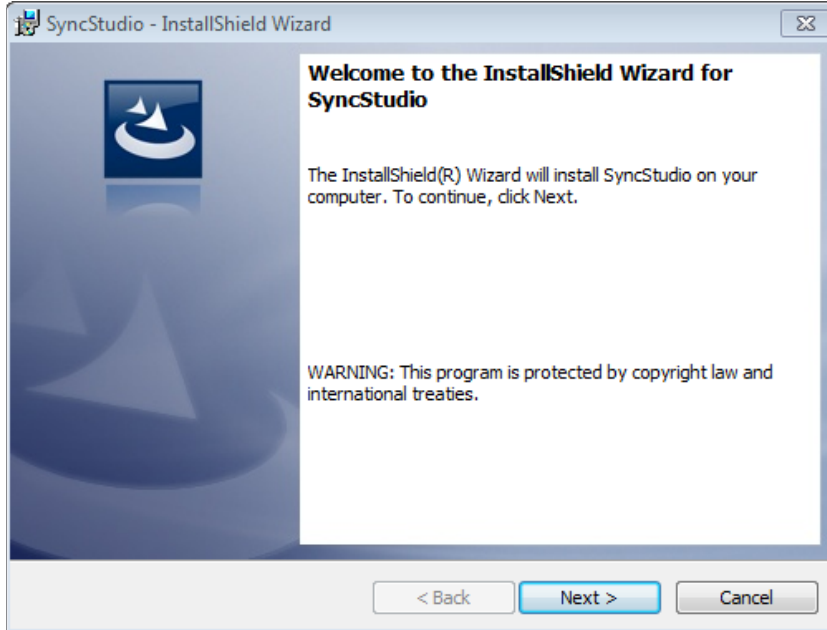 SyncStudio - InstallShield Wizard
Welcome to the InstallShield Wizard for
SyncStudio
The InstallShield(R) Wizard will install SyncStudio on your
computer. To continue, click Next.
WARNING: This program is protected by copyright law and
international treaties.
< Back
Next >
Cancel